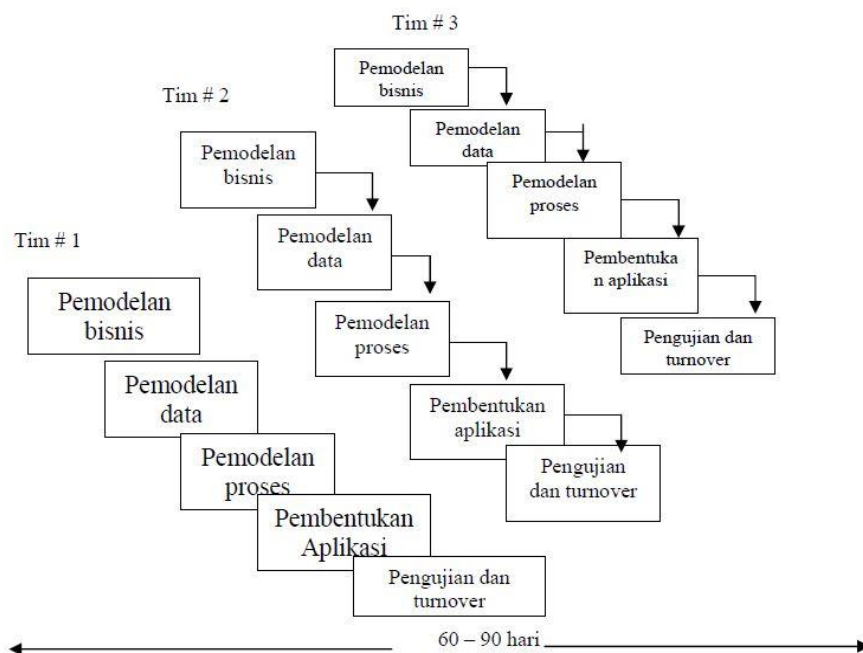 Tim # 3
Pemodelan
bisnis
Pemodelan
data
Pemodelan
proses
Pembentuka
n aplikasi
Pengujian dan
turnover
Tim # 2
Pemodelan
bisnis
Pemodelan
data
Pemodelan
proses
Pembentukan
aplikasi
Pengujian
dan turnover
Tim # 1
Pemodelan
bisnis
Pemodelan
data
Pemodelan
proses
Pembentukan
Aplikasi
Pengujian dan
turnover
60 – 90 hari